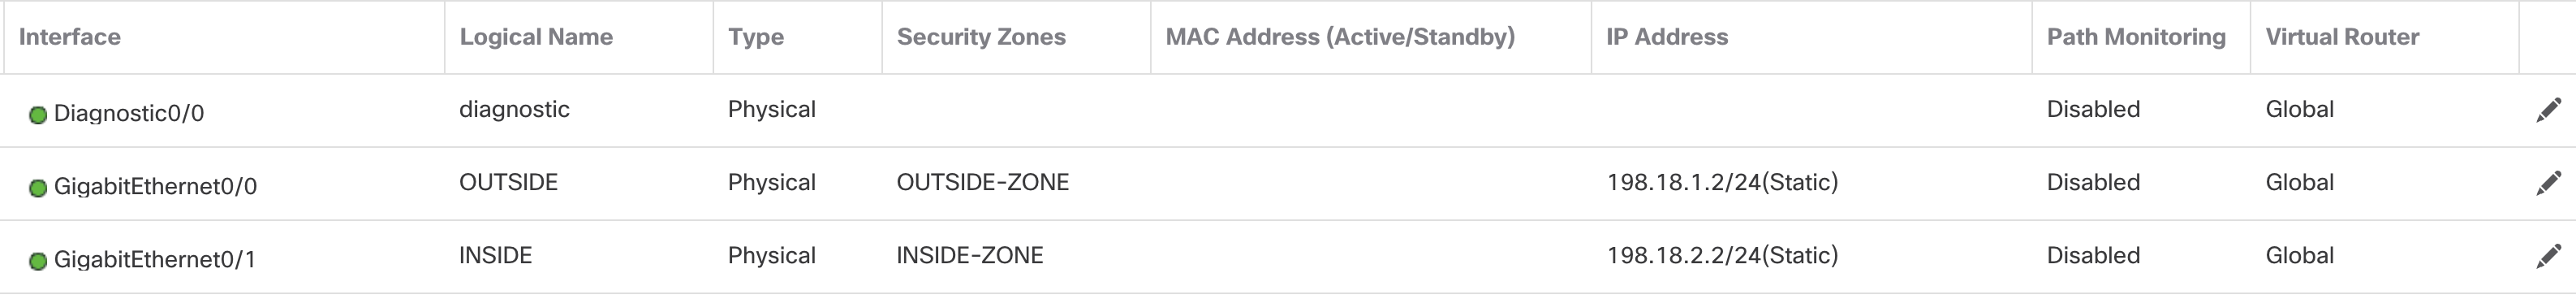 Interface Logical Name Type Security Zones MAC Address (Active/Standby) IP Address Path Monitoring Virtual Router
Diagnostic0/0 diagnostic Physical Disabled Global
GigabitEthernet0/0 OUTSIDE Physical OUTSIDE-ZONE 198.18.1.2/24(Static) Disabled Global
GigabitEthernet0/1 INSIDE Physical INSIDE-ZONE 198.18.2.2/24(Static) Disabled Global